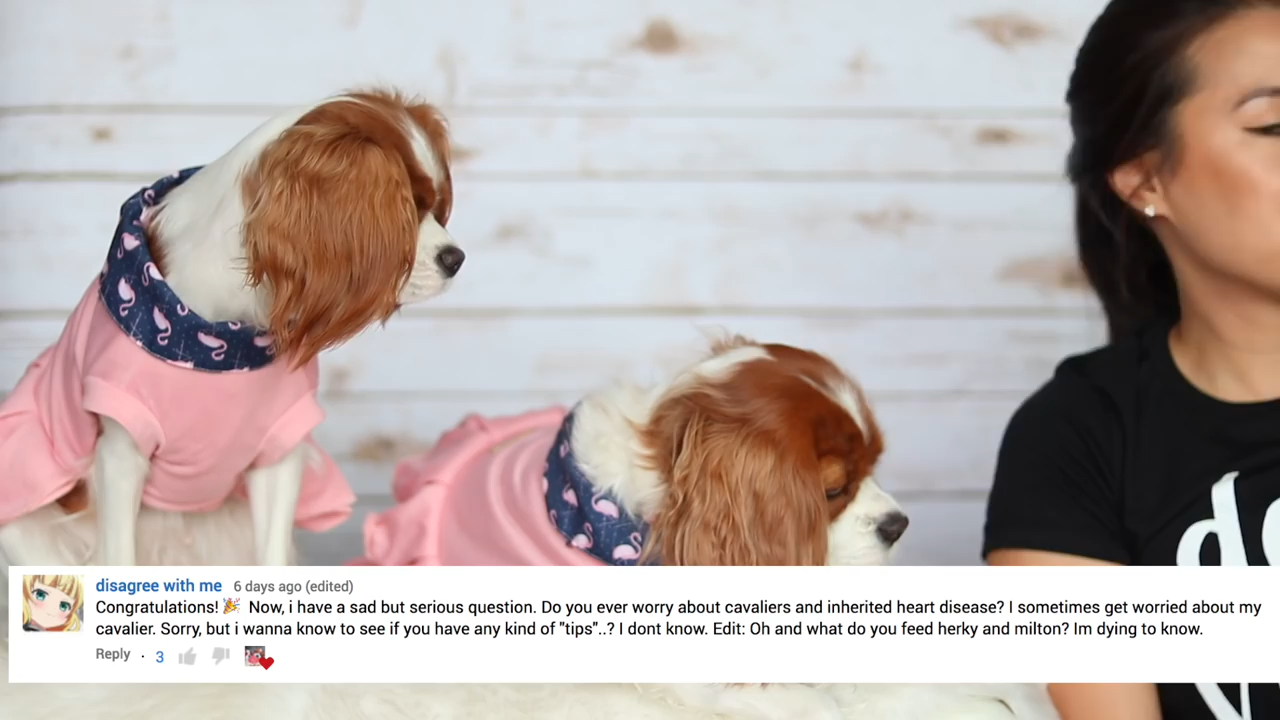 disagree with me 6 days ago (edited)
Congratulations! 🎉 Now, i have a sad but serious question. Do you ever worry about cavaliers and inherited heart disease? I sometimes get worried about my
cavalier. Sorry, but i wanna know to see if you have any kind of "tips"..? I dont know. Edit: Oh and what do you feed herky and milton? Im dying to know.
Reply · 3